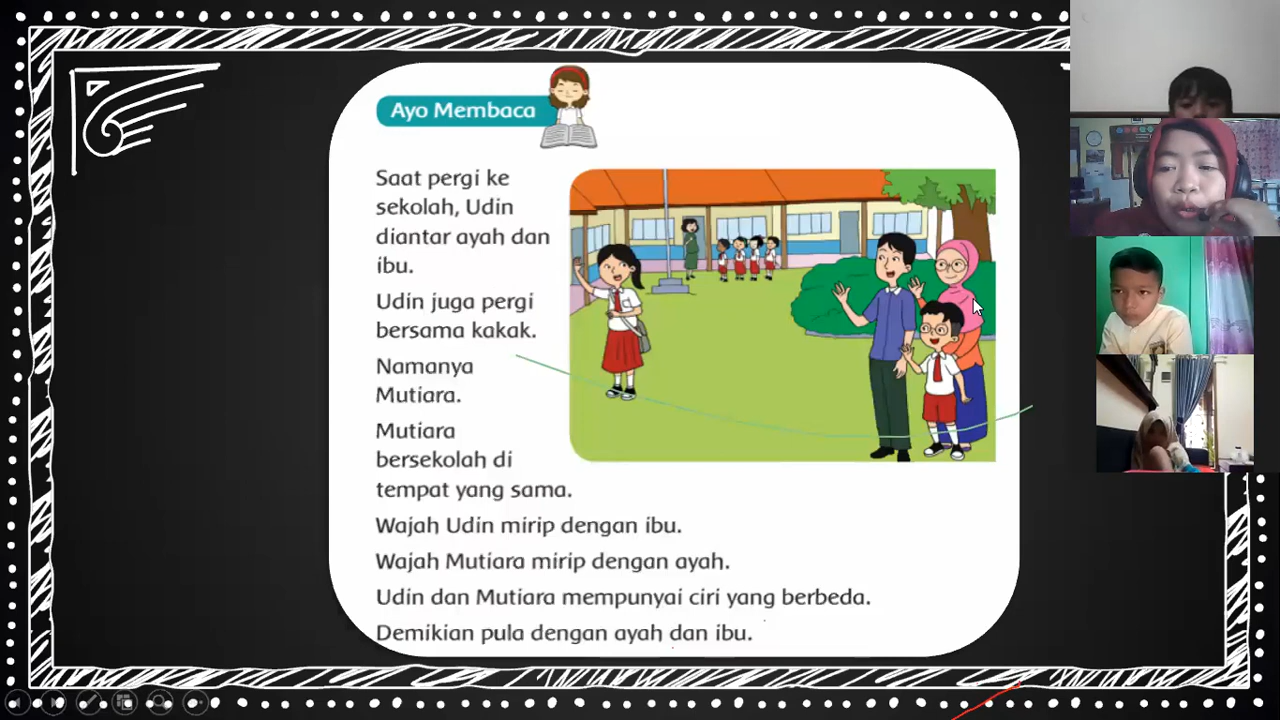 Ayo Membaca
Saat pergi ke
sekolah, Udin
diantar ayah dan
ibu.
Udin juga pergi
bersama kakak.
Namanya
Mutiara.
Mutiara
bersekolah di
tempat yang sama.
Wajah Udin mirip dengan ibu.
Wajah Mutiara mirip dengan ayah.
Udin dan Mutiara mempunyai ciri yang berbeda.
Demikian pula dengan ayah dan ibu.